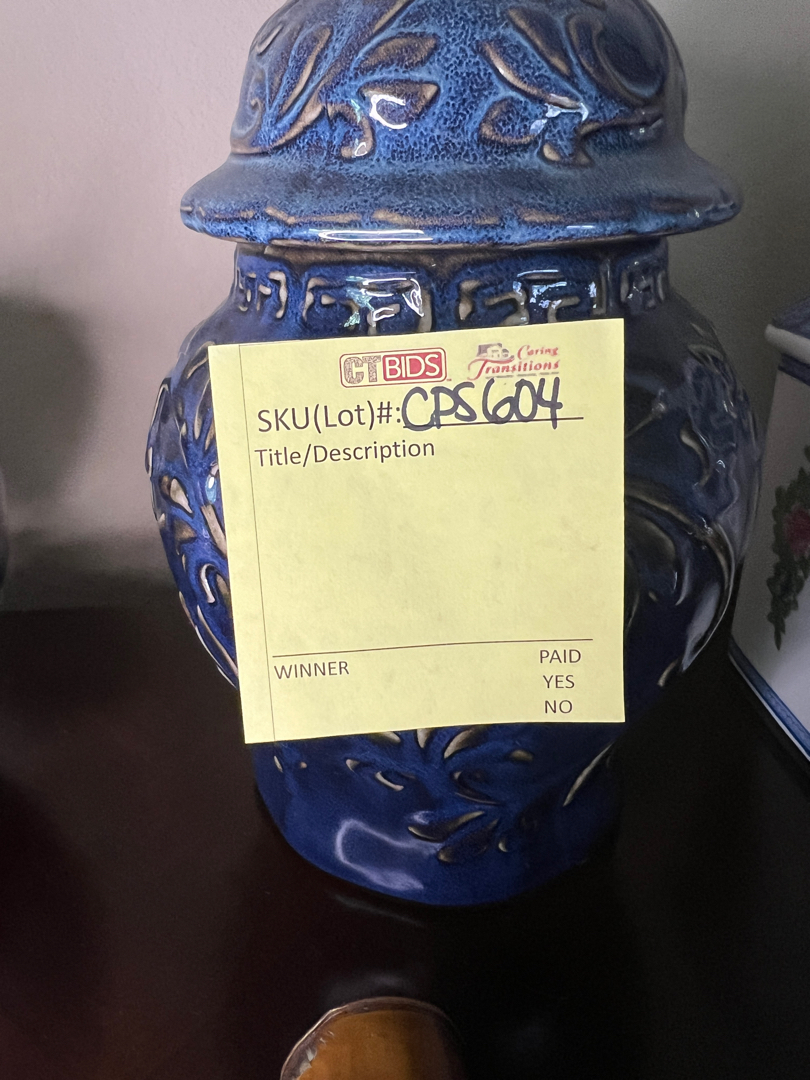 CTBIDS Caring Transitions
SKU(Lot)#: CPS604
Title/Description
WINNER PAID
YES
NO